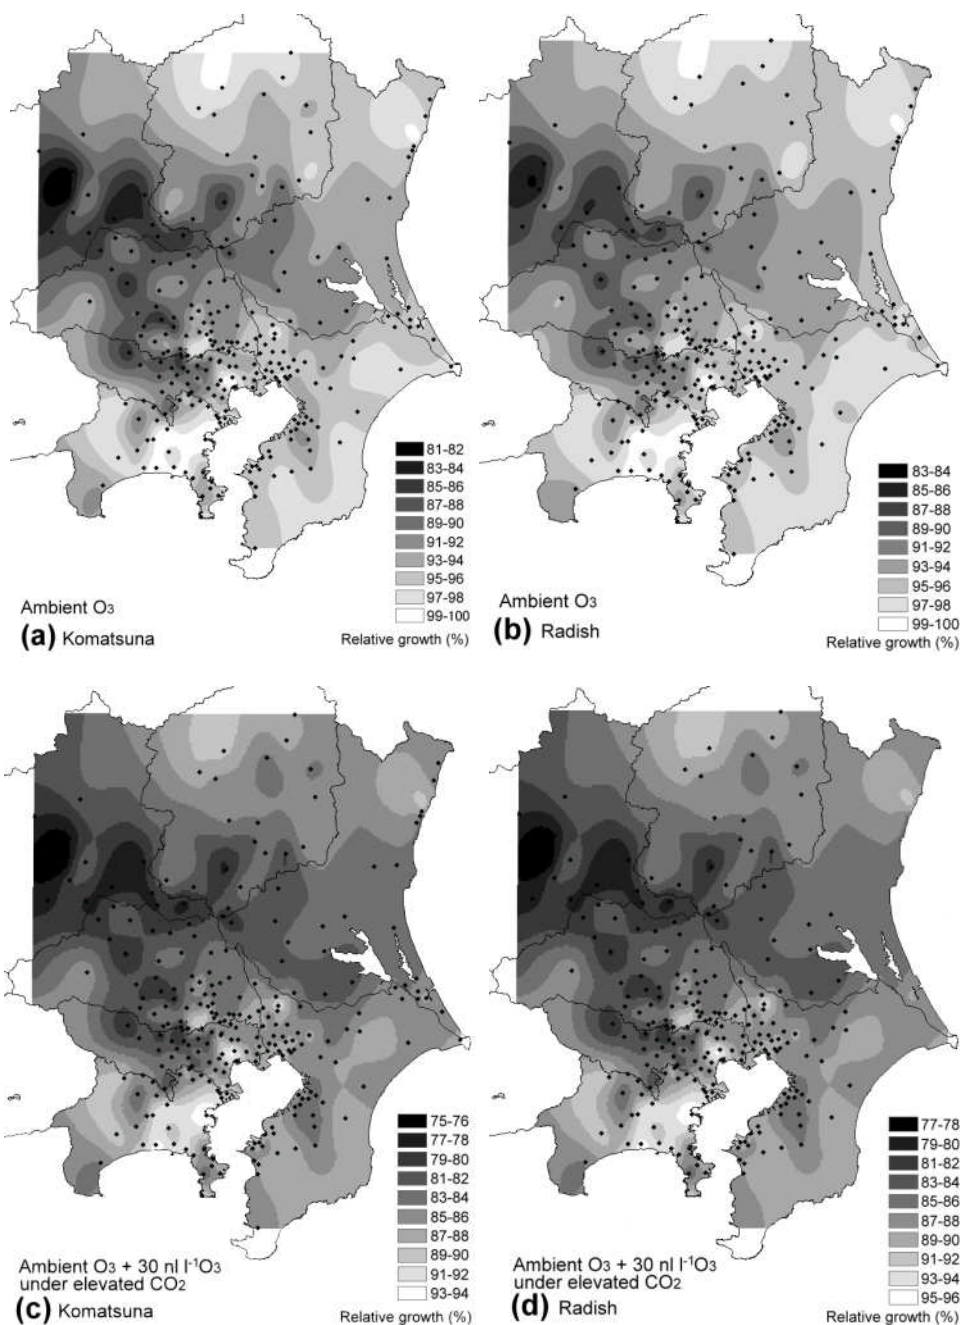 81-82
83-84
85-86
87-88
89-90
91-92
93-94
95-96
97-98
99-100
Relative growth (%)
Ambient O3
(a) Komatsuna
83-84
85-86
87-88
89-90
91-92
93-94
95-96
97-98
99-100
Relative growth (%)
Ambient O3
(b) Radish
75-76
77-78
79-80
81-82
83-84
85-86
87-88
89-90
91-92
93-94
Relative growth (%)
Ambient O3 + 30 nl l-1O3
under elevated CO2
(c) Komatsuna
77-78
79-80
81-82
83-84
85-86
87-88
89-90
91-92
93-94
95-96
Relative growth (%)
Ambient O3 + 30 nl l-1O3
under elevated CO2
(d) Radish